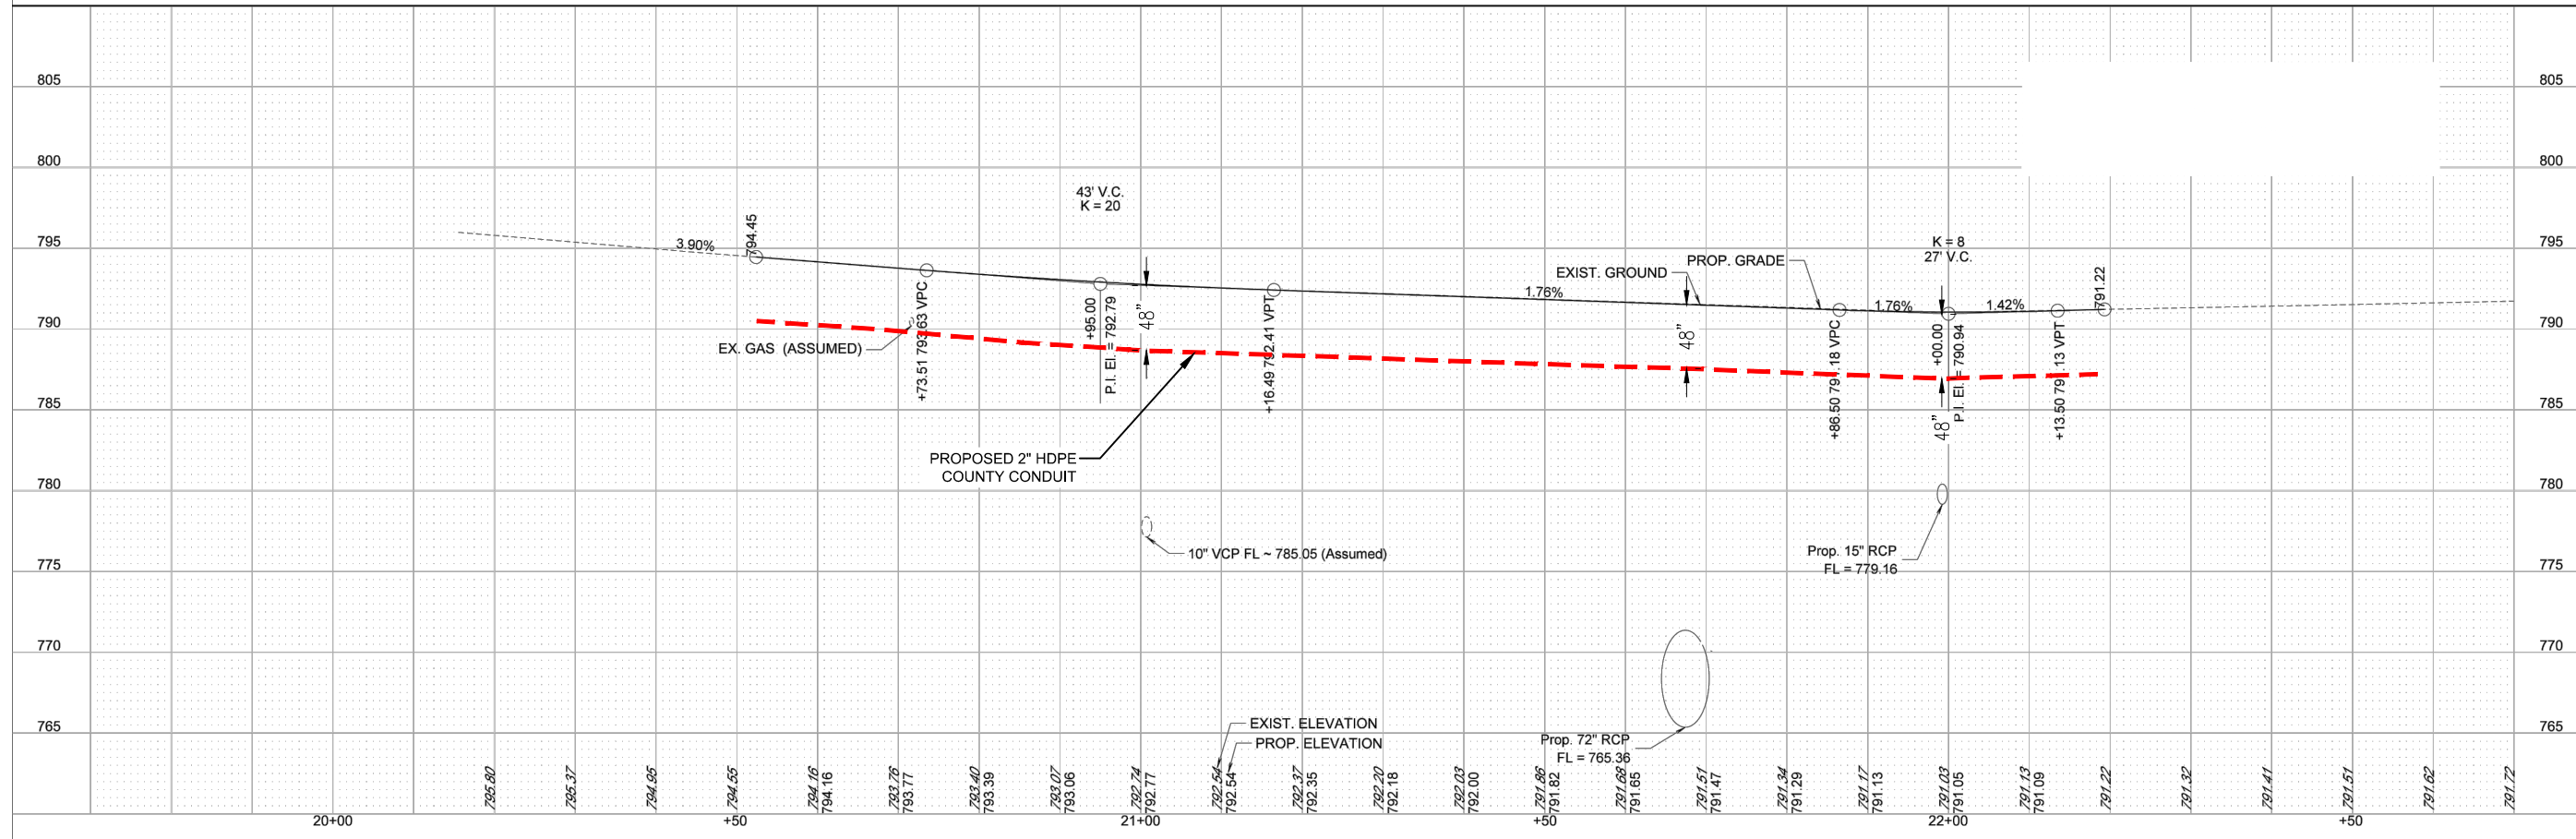 805 805
800 800
43' V.C.
K = 20
795 3.90% 794.45 K = 8 795
27' V.C.
EXIST. GROUND PROP. GRADE
1.76% 1.76% 1.42% 791.22
790 790
EX. GAS (ASSUMED)
+73.51 793.63 VPC
+95.00
P.I. El. = 792.79
48"
+16.49 792.41 VPT
48"
+86.50 791.18 VPC
+00.00
P.I. El. = 790.94
48"
+13.50 791.13 VPT
785 785
PROPOSED 2" HDPE
COUNTY CONDUIT
780 780
10" VCP FL ~ 785.05 (Assumed)
Prop. 15" RCP
FL = 779.16
775 775
770 770
765 765
EXIST. ELEVATION
PROP. ELEVATION
Prop. 72" RCP
FL = 765.36
795.80
795.37
794.95
794.55
794.16
794.16
793.76
793.77
793.40
793.39
793.07
793.06
792.74
792.77
792.54
792.54
792.37
792.35
792.20
792.18
792.03
792.00
791.86
791.82
791.68
791.65
791.51
791.47
791.34
791.29
791.17
791.13
791.03
791.05
791.13
791.09
791.22
791.32
791.41
791.51
791.62
791.72
20+00 +50 21+00 +50 22+00 +50